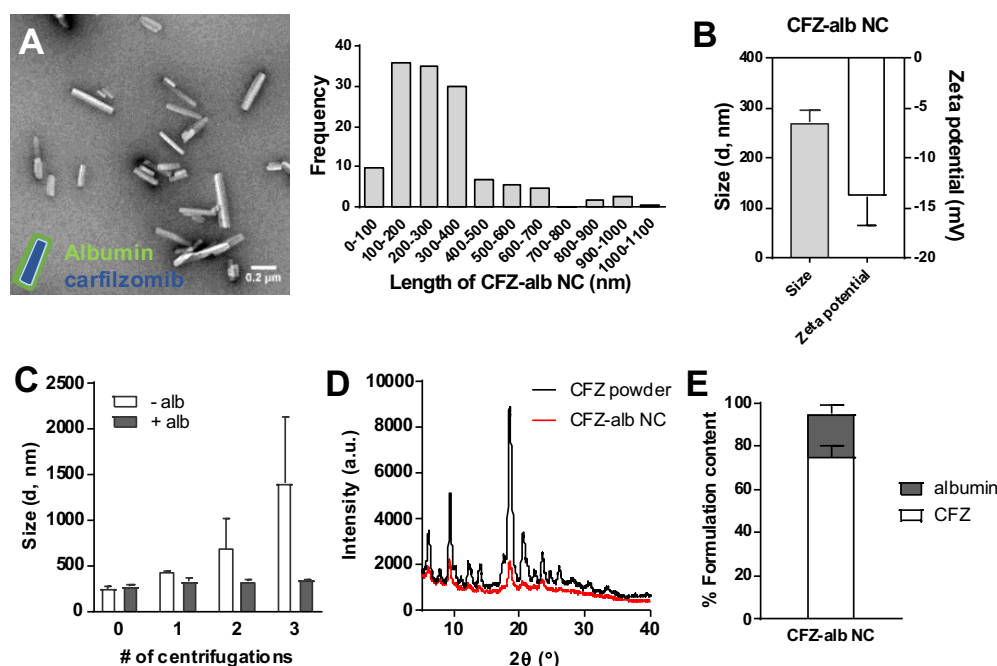 A
Albumin
carfilzomib
0.2 µm
Frequency
40
30
20
10
0
0-100
100-200
200-300
300-400
400-500
500-600
600-700
700-800
800-900
900-1000
1000-1100
Length of CFZ-alb NC (nm)
B
CFZ-alb NC
Size (d, nm)
400
300
200
100
0
0
-5
-10
-15
-20
Zeta potential (mV)
Size
Zeta potential
C
Size (d, nm)
2500
2000
1500
1000
500
0
- alb
+ alb
0 1 2 3
# of centrifugations
D
Intensity (a.u.)
10000
8000
6000
4000
2000
0
CFZ powder
CFZ-alb NC
10 20 30 40
2θ (°)
E
% Formulation content
100
80
60
40
20
0
albumin
CFZ
CFZ-alb NC